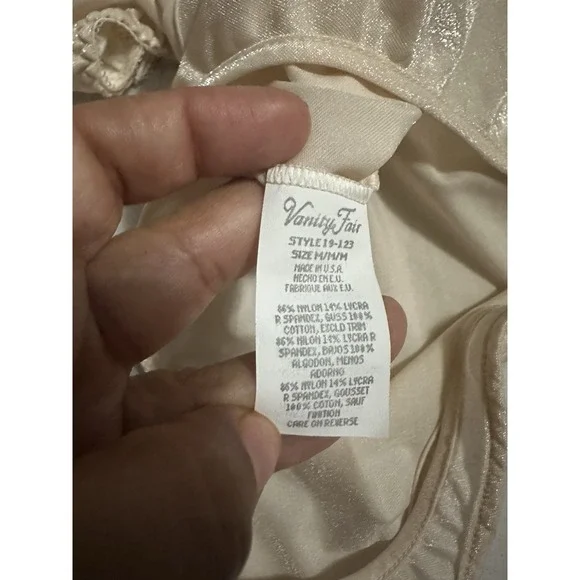 Vanity Fair
STYLE 19-123
SIZE M/M/M
MADE IN U.S.A.
HECHO EN E.U.
FABRIQUE AUX E.U.
86% NYLON 14% LYCRA
R SPANDEX, GUSS 100%
COTTON, EXCLD TRIM
86% NILON 14% LYCRA R
SPANDEX, BAJOS 100%
ALGODON, MENOS
ADORNO
86% NYLON 14% LYCRA
R SPANDEX, GOUSSET
100% COTON, SAUF
FINITION
CARE ON REVERSE